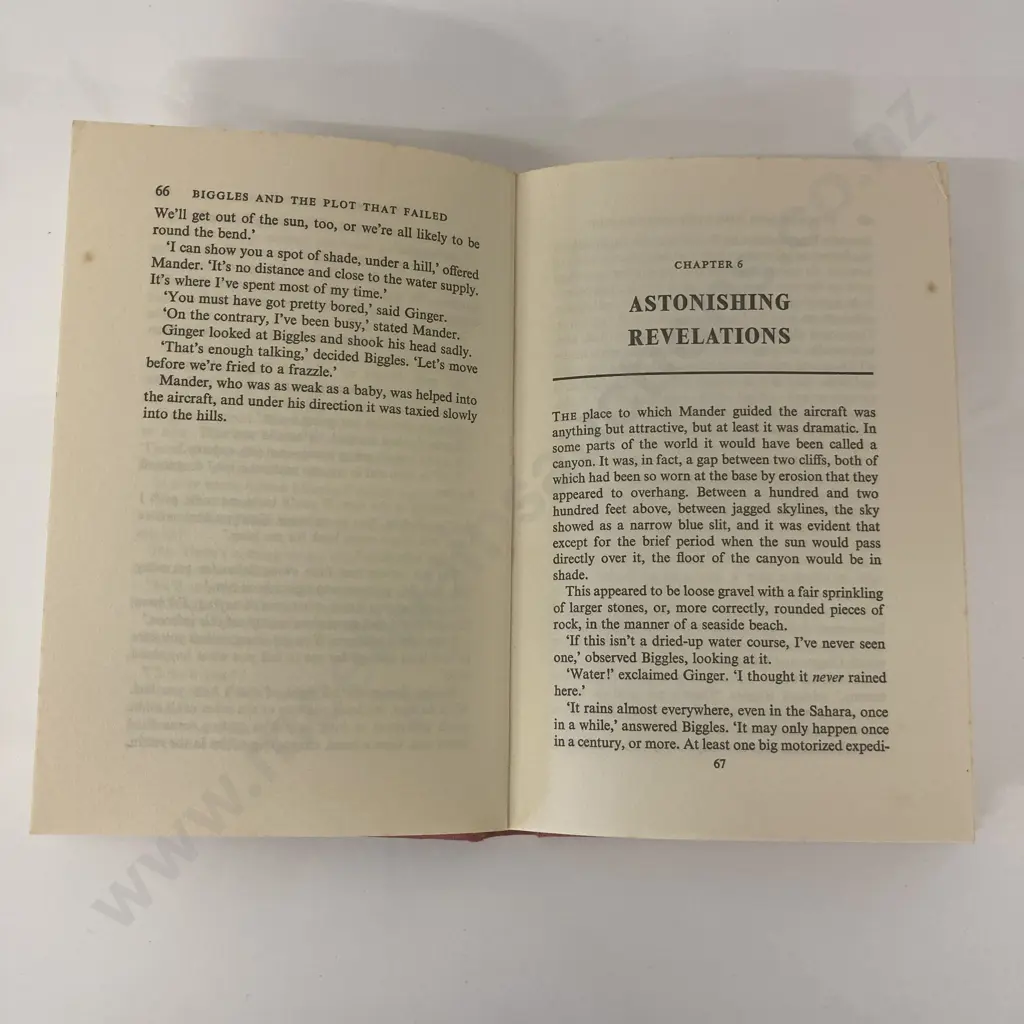 66 BIGGLES AND THE PLOT THAT FAILED
We'll get out of the sun, too, or we're all likely to be
round the bend.'
'I can show you a spot of shade, under a hill,' offered
Mander. 'It's no distance and close to the water supply.
It's where I've spent most of my time.'
'You must have got pretty bored,' said Ginger.
'On the contrary, I've been busy,' stated Mander.
Ginger looked at Biggles and shook his head sadly.
'That's enough talking,' decided Biggles. 'Let's move
before we're fried to a frazzle.'
Mander, who was as weak as a baby, was helped into
the aircraft, and under his direction it was taxied slowly
into the hills.
CHAPTER 6
ASTONISHING
REVELATIONS
THE place to which Mander guided the aircraft was
anything but attractive, but at least it was dramatic. In
some parts of the world it would have been called a
canyon. It was, in fact, a gap between two cliffs, both of
which had been so worn at the base by erosion that they
appeared to overhang. Between a hundred and two
hundred feet above, between jagged skylines, the sky
showed as a narrow blue slit, and it was evident that
except for the brief period when the sun would pass
directly over it, the floor of the canyon would be in
shade.
This appeared to be loose gravel with a fair sprinkling
of larger stones, or, more correctly, rounded pieces of
rock, in the manner of a seaside beach.
'If this isn't a dried-up water course, I've never seen
one,' observed Biggles, looking at it.
'Water!' exclaimed Ginger. 'I thought it never rained
here.'
'It rains almost everywhere, even in the Sahara, once
in a while,' answered Biggles. 'It may only happen once
in a century, or more. At least one big motorized expedi-
67